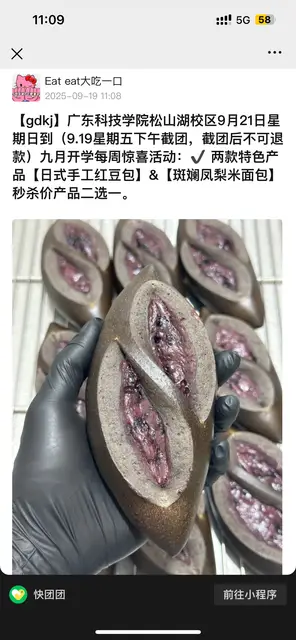 11:09
5G
58
Eat eat大吃一口
2025-09-19 11:08
【gdkj】广东科技学院松山湖校区9月21日星
期日到（9.19星期五下午截团，截团后不可退
款）九月开学每周惊喜活动：✔ 两款特色产
品【日式手工红豆包】&【斑斓凤梨米面包】
秒杀价产品二选一。
快团团
前往小程序